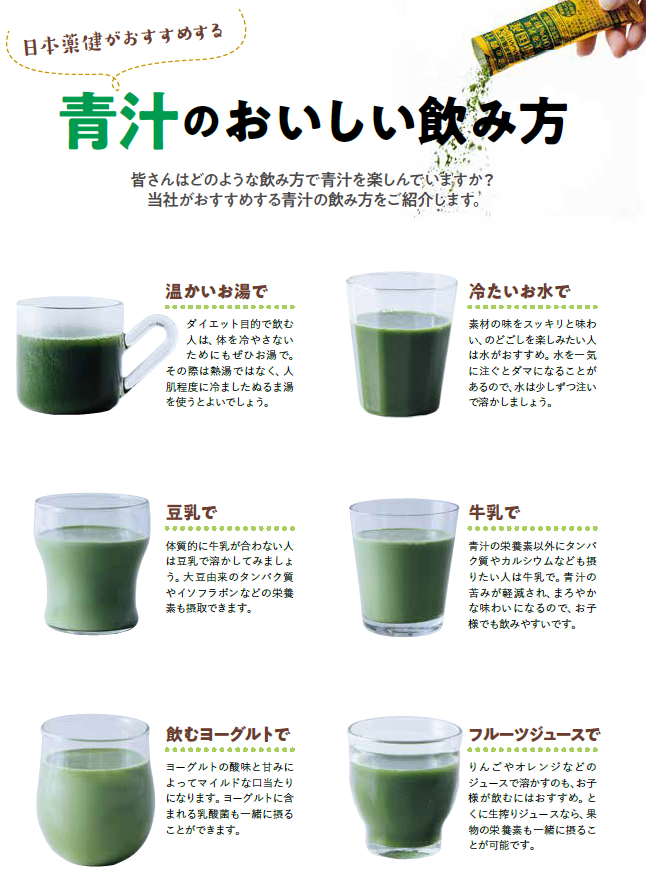 日本薬健がおすすめする
青汁のおいしい飲み方
皆さんはどのような飲み方で青汁を楽しんでいますか？
当社がおすすめする青汁の飲み方をご紹介します。
温かいお湯で
ダイエット目的で飲む
人は、体を冷やさない
ためにもぜひお湯で。
その際は熱湯ではなく、人
肌程度に冷ましたぬるま湯
を使うとよいでしょう。
冷たいお水で
素材の味をスッキリと味わ
い、のどごしを楽しみたい人
は水がおすすめ。水を一気
に注ぐとダマになることが
あるので、水は少しずつ注い
で溶かしましょう。
豆乳で
体質的に牛乳が合わない人
は豆乳で溶かしてみましょ
う。大豆由来のタンパク質
やイソフラボンなどの栄養
素も摂取できます。
牛乳で
青汁の栄養素以外にタンパ
ク質やカルシウムなども摂
りたい人は牛乳で。青汁の
苦みが軽減され、まろやか
な味わいになるので、お子
様でも飲みやすいです。
飲むヨーグルトで
ヨーグルトの酸味と甘みに
よってマイルドな口当たり
になります。ヨーグルトに含
まれる乳酸菌も一緒に摂る
ことができます。
フルーツジュースで
りんごやオレンジなどの
ジュースで溶かすのも、お子
様が飲むにはおすすめ。と
くに生搾りジュースなら、果
物の栄養素も一緒に摂るこ
とが可能です。